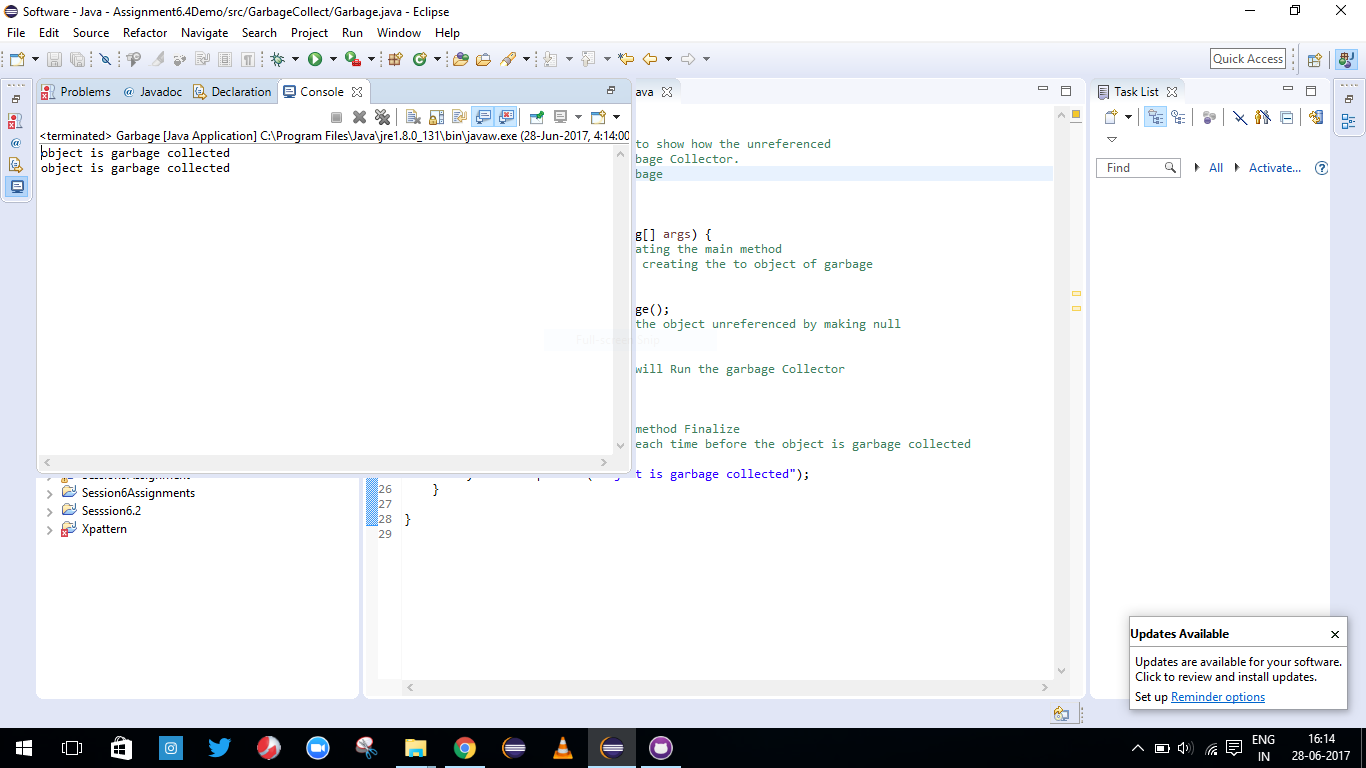 Software - Java - Assignment6.4Demo/src/GarbageCollect/Garbage.java - Eclipse
File Edit Source Refactor Navigate Search Project Run Window Help
Quick Access
Problems @ Javadoc Declaration Console
ava
Task List
<terminated> Garbage [Java Application] C:\Program Files\Java\jre1.8.0_131\bin\javaw.exe (28-Jun-2017, 4:14:00
object is garbage collected
object is garbage collected
to show how the unreferenced
bage Collector.
bage
g[] args) {
ating the main method
creating the to object of garbage
ge();
the object unreferenced by making null
Full-screen Snip
will Run the garbage Collector
method Finalize
each time before the object is garbage collected
t is garbage collected");
26 }
27
28 }
29
Find All Activate...
Session6Assignments
Sesssion6.2
Xpattern
Updates Available
Updates are available for your software.
Click to review and install updates.
Set up Reminder options
ENG
IN
16:14
28-06-2017